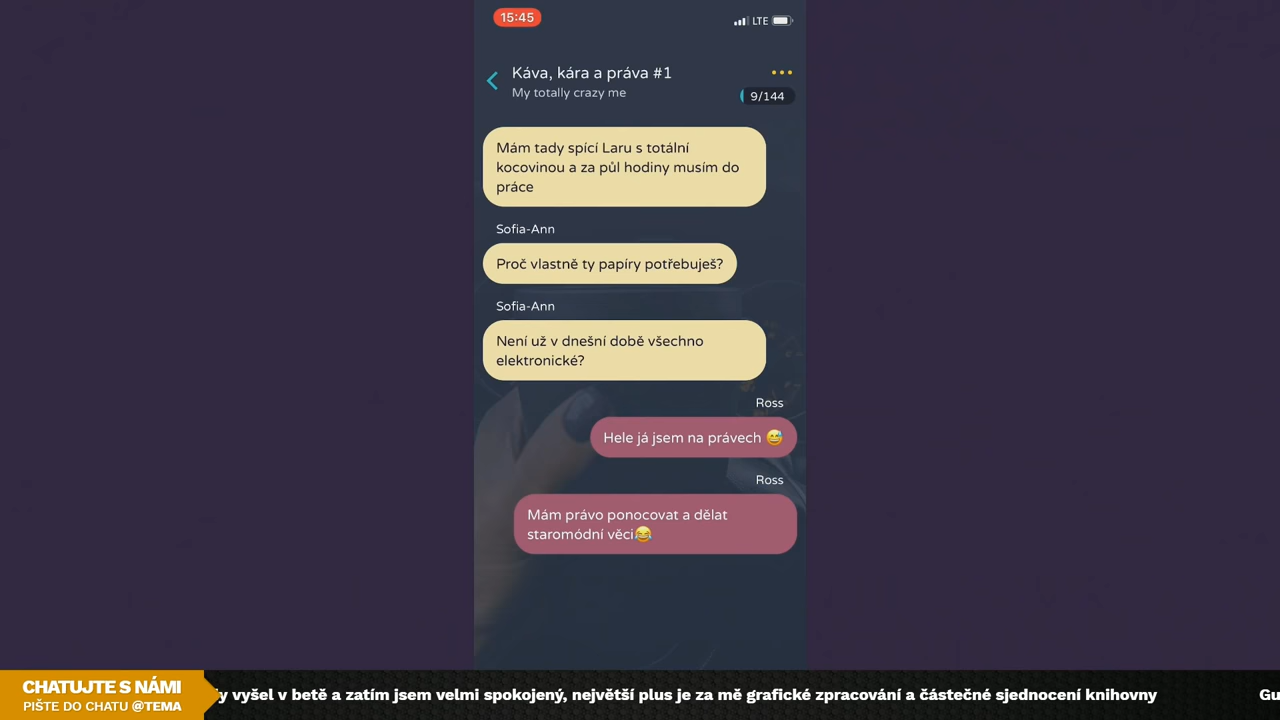 15:45
LTE
Káva, kára a práva #1
My totally crazy me
9/144
Mám tady spící Laru s totální
kocovinou a za půl hodiny musím do
práce
Sofia-Ann
Proč vlastně ty papíry potřebuješ?
Sofia-Ann
Není už v dnešní době všechno
elektronické?
Ross
Hele já jsem na právech 😅
Ross
Mám právo ponocovat a dělat
staromódní věci😂
CHATUJTE S NÁMI
PIŠTE DO CHATU @TEMA
y vyšel v betě a zatím jsem velmi spokojený, největší plus je za mě grafické zpracování a částečné sjednocení knihovny
Gu